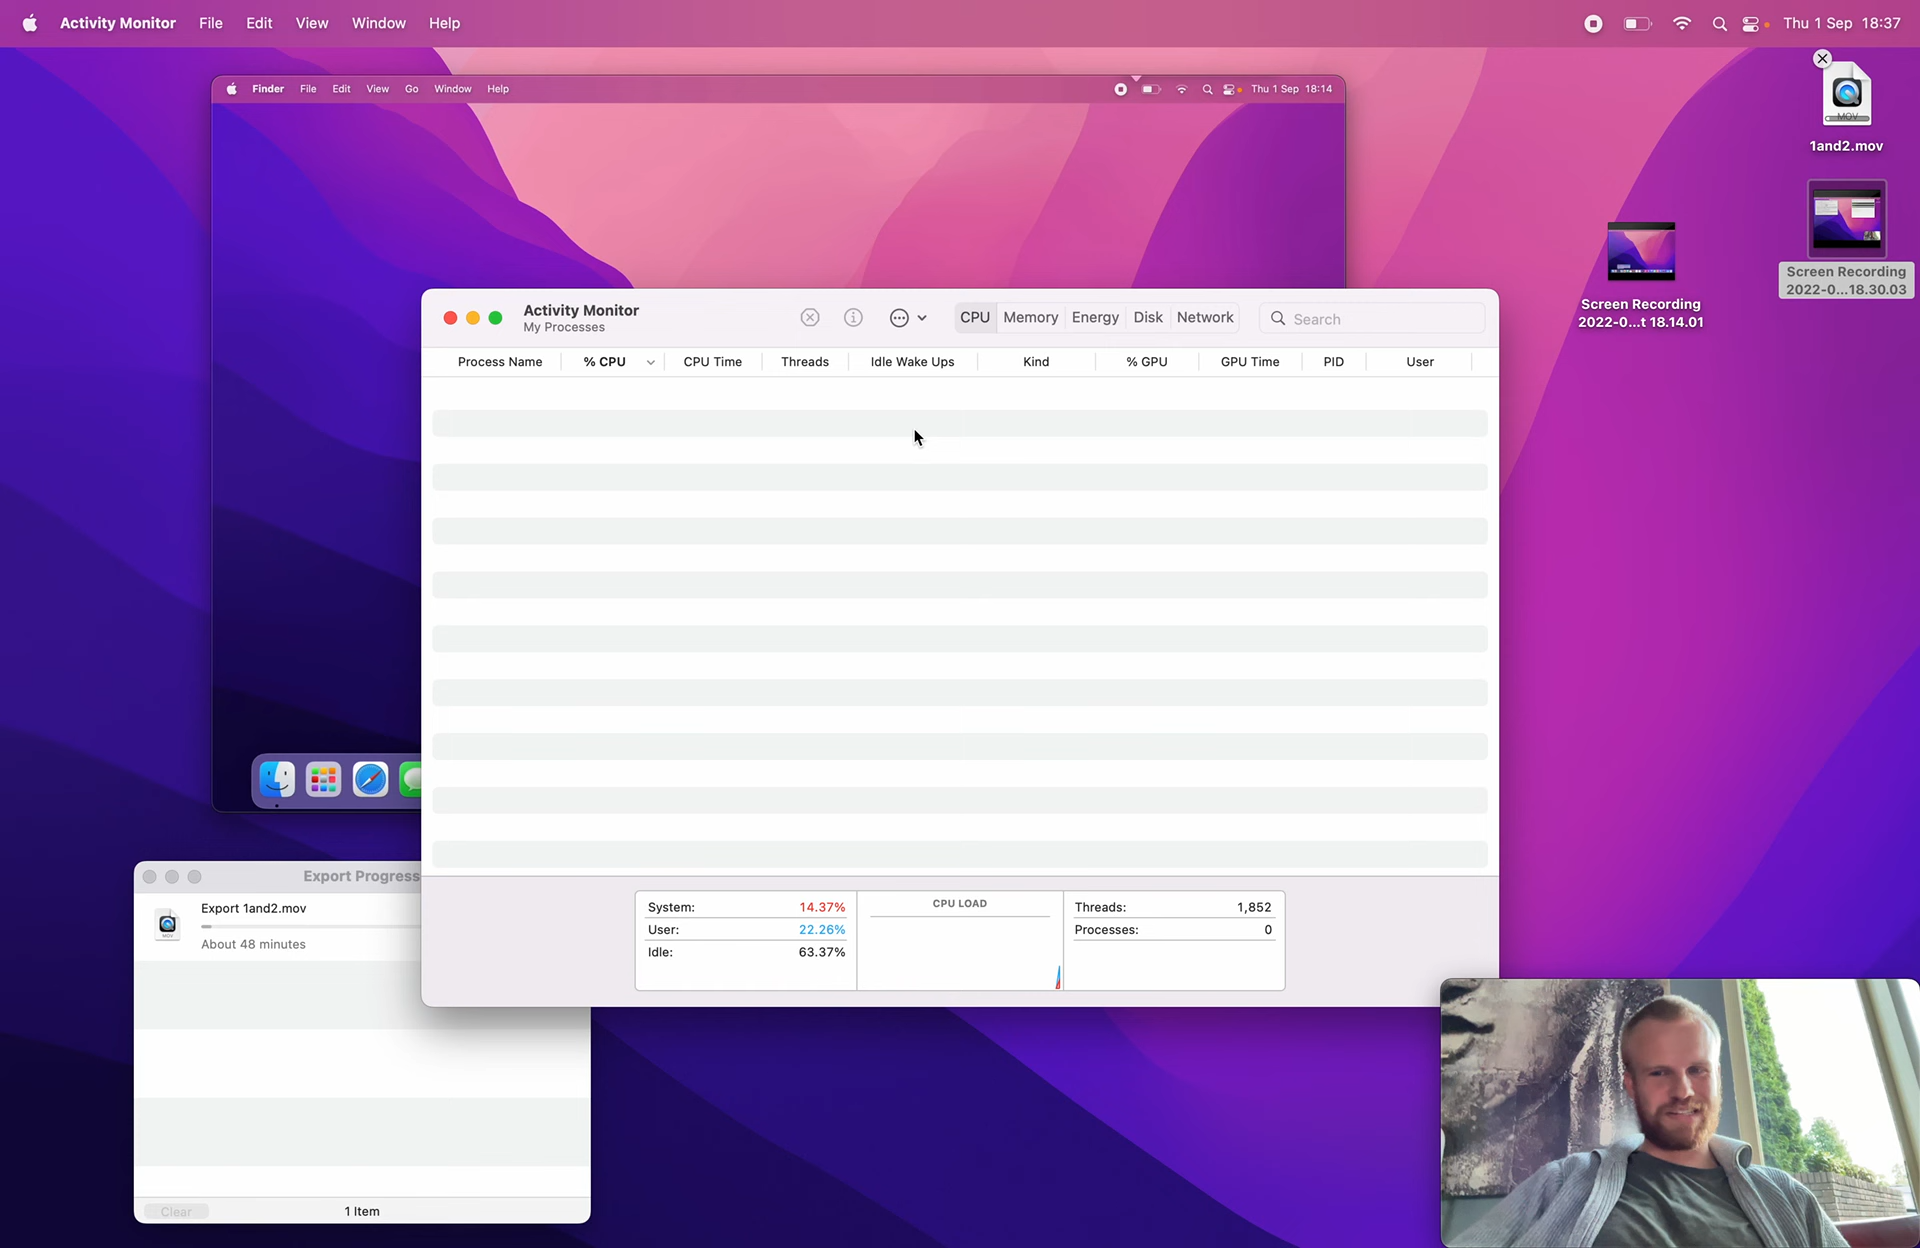 Activity Monitor File Edit View Window Help
Thu 1 Sep 18:37
Finder File Edit View Go Window Help
Thu 1 Sep 18:14
MOV
1and2.mov
Screen Recording
2022-0...18.30.03
Screen Recording
2022-0...t 18.14.01
Activity Monitor
My Processes
CPU Memory Energy Disk Network
Search
Process Name % CPU CPU Time Threads Idle Wake Ups Kind % GPU GPU Time PID User
System: 14.37%
User: 22.26%
Idle: 63.37%
CPU LOAD
Threads: 1,852
Processes: 0
Export Progress
Export 1and2.mov
MOV
About 48 minutes
Clear
1 Item